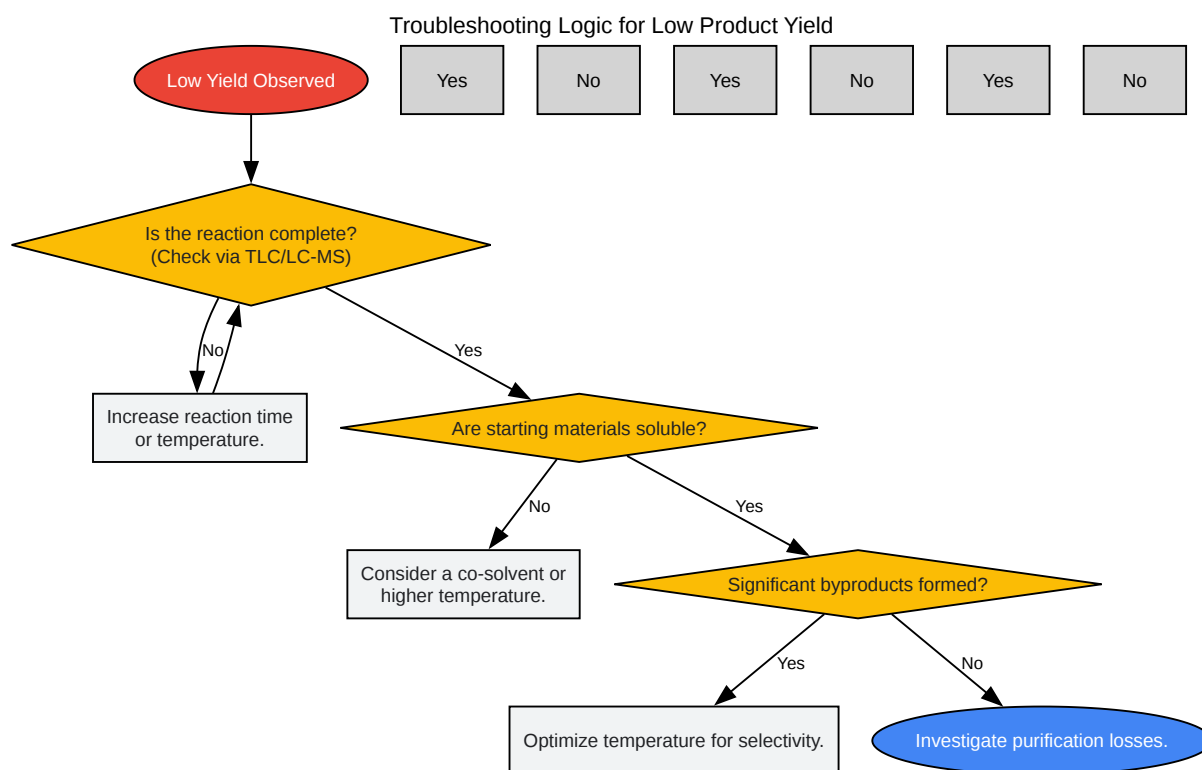 Troubleshooting Logic for Low Product Yield
Low Yield Observed
Yes
No
Yes
No
Yes
No
Is the reaction complete?
(Check via TLC/LC-MS)
No
Yes
Increase reaction time
or temperature.
Are starting materials soluble?
No
Yes
Consider a co-solvent or
higher temperature.
Significant byproducts formed?
Yes
No
Optimize temperature for selectivity.
Investigate purification losses.